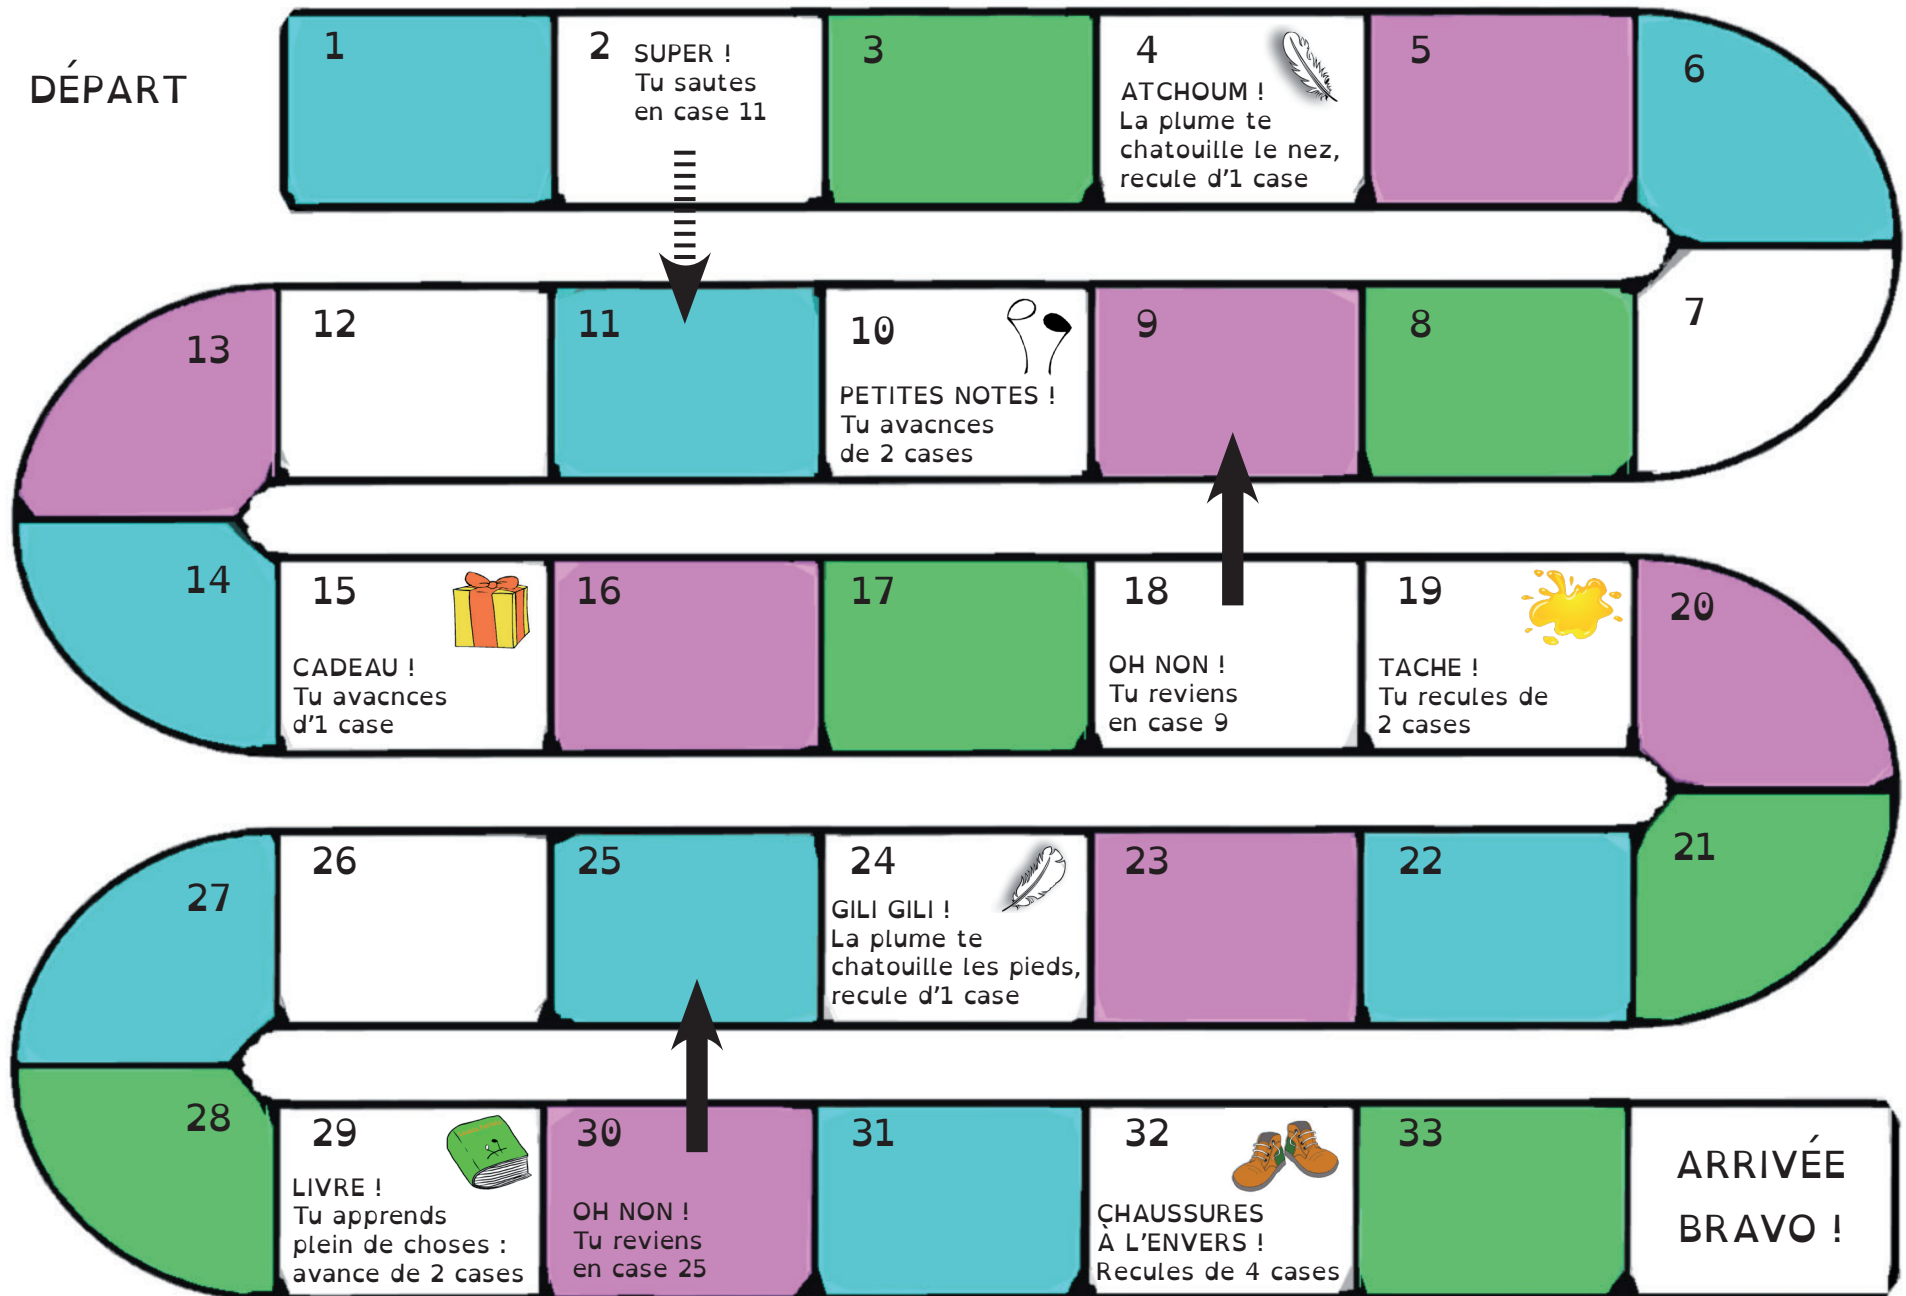 DÉPART
1
2
SUPER !
Tu sautes
en case 11
3
4
ATCHOUM !
La plume te
chatouille le nez,
recule d'1 case
5
6
7
8
9
10
PETITES NOTES !
Tu avacnces
de 2 cases
11
12
13
14
15
CADEAU !
Tu avacnces
d'1 case
16
17
18
OH NON !
Tu reviens
en case 9
19
TACHE !
Tu recules de
2 cases
20
21
22
23
24
GILI GILI !
La plume te
chatouille les pieds,
recule d'1 case
25
26
27
28
29
LIVRE !
Tu apprends
plein de choses :
avance de 2 cases
30
OH NON !
Tu reviens
en case 25
31
32
CHAUSSURES
À L'ENVERS !
Recules de 4 cases
33
ARRIVÉE
BRAVO !